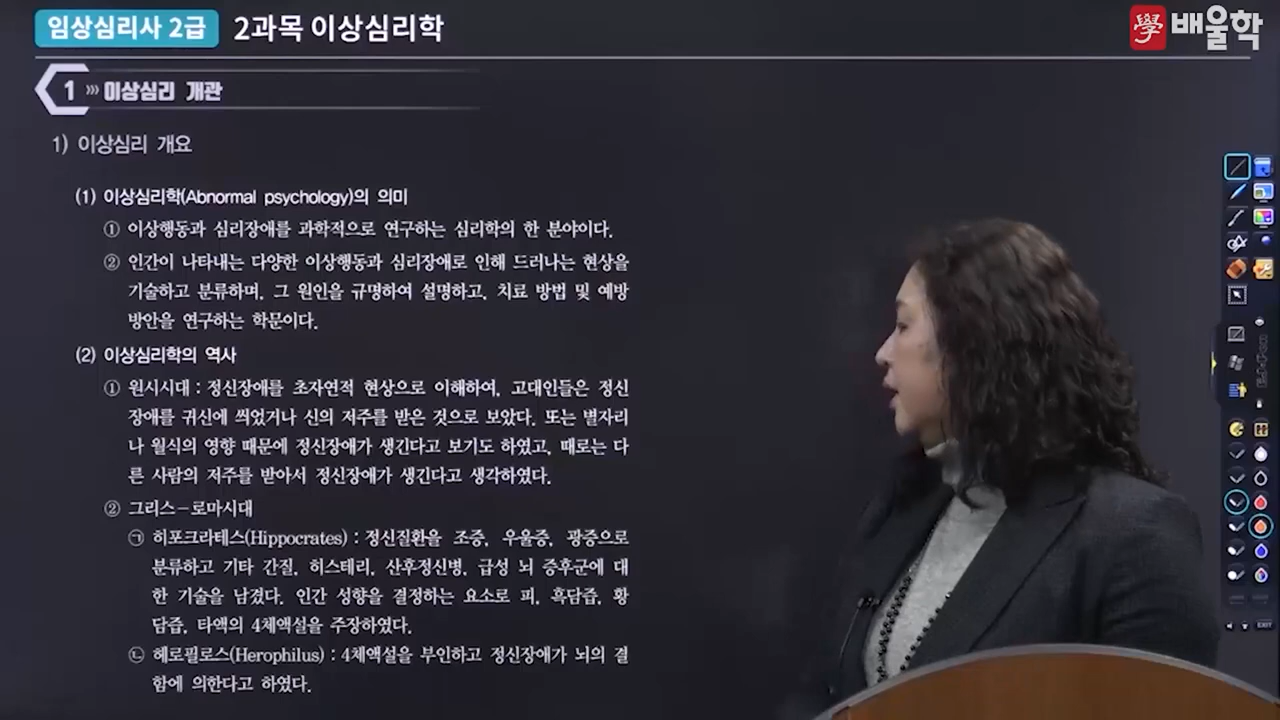 임상심리사 2급 2과목 이상심리학
學 배울학
1 »» 이상심리 개관
1) 이상심리 개요
(1) 이상심리학(Abnormal psychology)의 의미
① 이상행동과 심리장애를 과학적으로 연구하는 심리학의 한 분야이다.
② 인간이 나타내는 다양한 이상행동과 심리장애로 인해 드러나는 현상을
기술하고 분류하며, 그 원인을 규명하여 설명하고, 치료 방법 및 예방
방안을 연구하는 학문이다.
(2) 이상심리학의 역사
① 원시시대 : 정신장애를 초자연적 현상으로 이해하여, 고대인들은 정신
장애를 귀신에 씌었거나 신의 저주를 받은 것으로 보았다. 또는 별자리
나 월식의 영향 때문에 정신장애가 생긴다고 보기도 하였고, 때로는 다
른 사람의 저주를 받아서 정신장애가 생긴다고 생각하였다.
② 그리스-로마시대
㉠ 히포크라테스(Hippocrates) : 정신질환을 조증, 우울증, 광증으로
분류하고 기타 간질, 히스테리, 산후정신병, 급성 뇌 증후군에 대
한 기술을 남겼다. 인간 성향을 결정하는 요소로 피, 흑담즙, 황
담즙, 타액의 4체액설을 주장하였다.
㉡ 헤로필로스(Herophilus) : 4체액설을 부인하고 정신장애가 뇌의 결
함에 의한다고 하였다.
EXIT